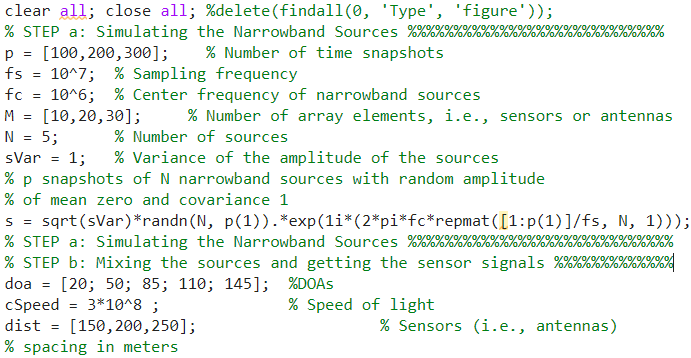 clear all; close all; %delete(findall(0, 'Type', 'figure'));
% STEP a: Simulating the Narrowband Sources %%%%%%%%%%%%%%%%%%%%%%%%%%%%
p = [100,200,300];    % Number of time snapshots
fs = 10^7;  % Sampling frequency
fc = 10^6;  % Center frequency of narrowband sources
M = [10,20,30];     % Number of array elements, i.e., sensors or antennas
N = 5;      % Number of sources
sVar = 1;   % Variance of the amplitude of the sources
% p snapshots of N narrowband sources with random amplitude
% of mean zero and covariance 1
s = sqrt(sVar)*randn(N, p(1)).*exp(1i*(2*pi*fc*repmat([1:p(1)]/fs, N, 1)));
% STEP a: Simulating the Narrowband Sources %%%%%%%%%%%%%%%%%%%%%%%%%%%%%
% STEP b: Mixing the sources and getting the sensor signals %%%%%%%%%%%%%
doa = [20; 50; 85; 110; 145];  %DOAs
cSpeed = 3*10^8 ;              % Speed of light
dist = [150,200,250];                    % Sensors (i.e., antennas)
% spacing in meters